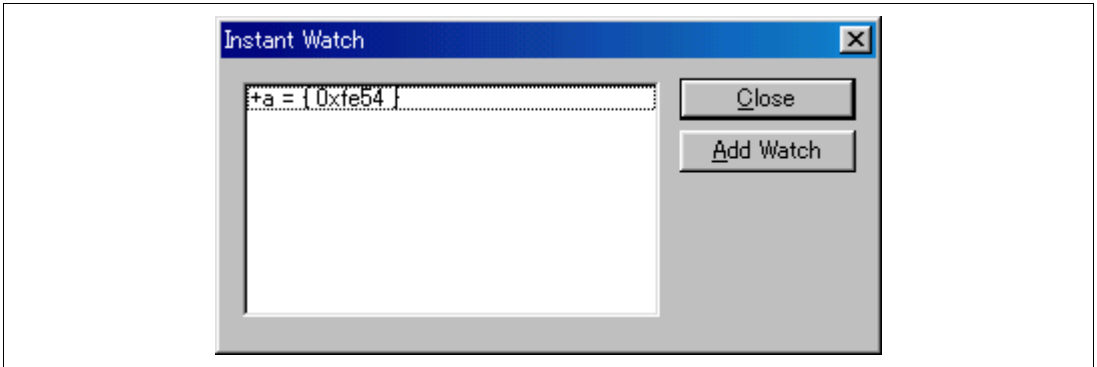 Instant Watch
+a = { 0xfe54 }
Close
Add Watch